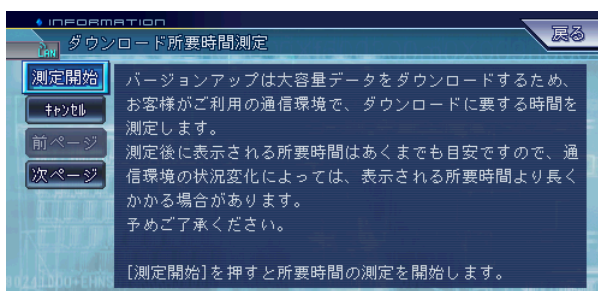 INFORMATION
LAN
ダウンロード所要時間測定
戻る
測定開始
キャンセル
前ページ
次ページ
バージョンアップは大容量データをダウンロードするため、
お客様がご利用の通信環境で、ダウンロードに要する時間を
測定します。
測定後に表示される所要時間はあくまでも目安ですので、通
信環境の状況変化によっては、表示される所要時間より長く
かかる場合があります。
予めご了承ください。
[測定開始]を押すと所要時間の測定を開始します。